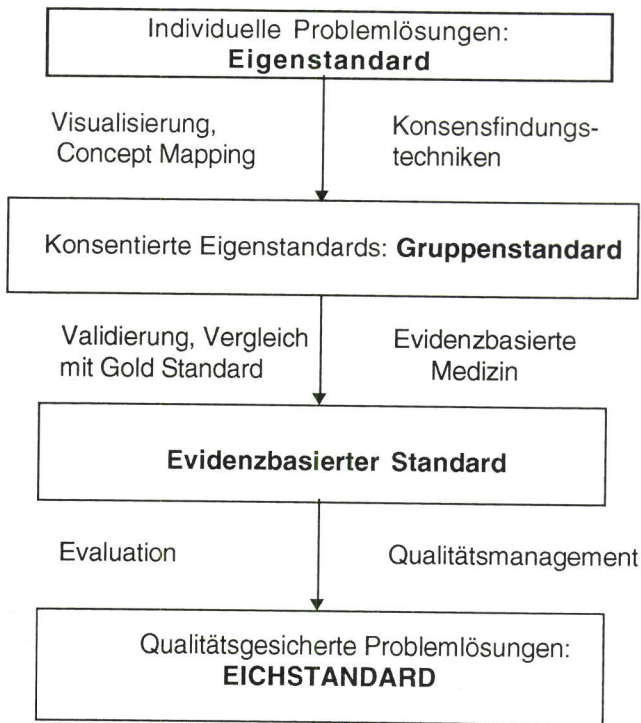 Individuelle Problemlösungen:
Eigenstandard
Visualisierung,
Concept Mapping
Konsensfindungs-
techniken
Konsentierte Eigenstandards: Gruppenstandard
Validierung, Vergleich
mit Gold Standard
Evidenzbasierte
Medizin
Evidenzbasierter Standard
Evaluation
Qualitätsmanagement
Qualitätsgesicherte Problemlösungen:
EICHSTANDARD